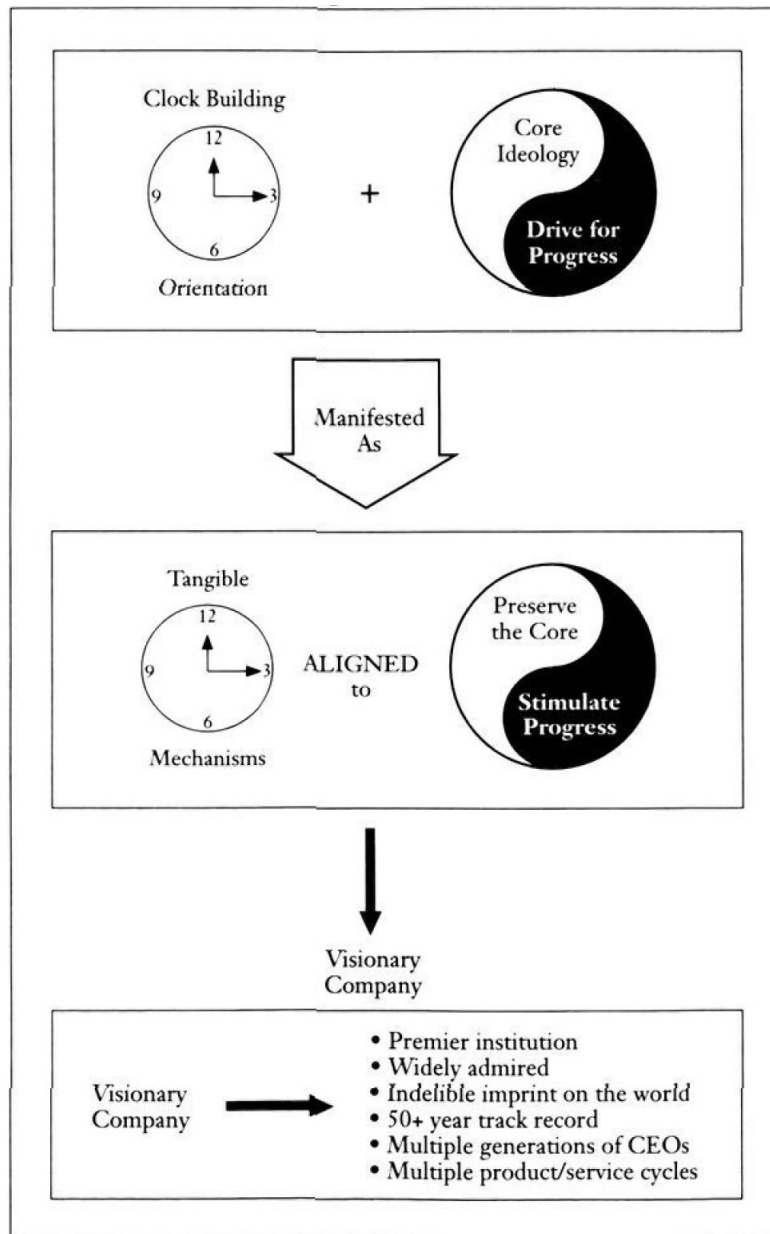 Clock Building
12
9
3
6
Orientation
+
Core
Ideology
Drive for
Progress
Manifested
As
Tangible
12
9
3
6
Mechanisms
ALIGNED
to
Preserve
the Core
Stimulate
Progress
Visionary
Company
Visionary
Company
• Premier institution
• Widely admired
• Indelible imprint on the world
• 50+ year track record
• Multiple generations of CEOs
• Multiple product/service cycles